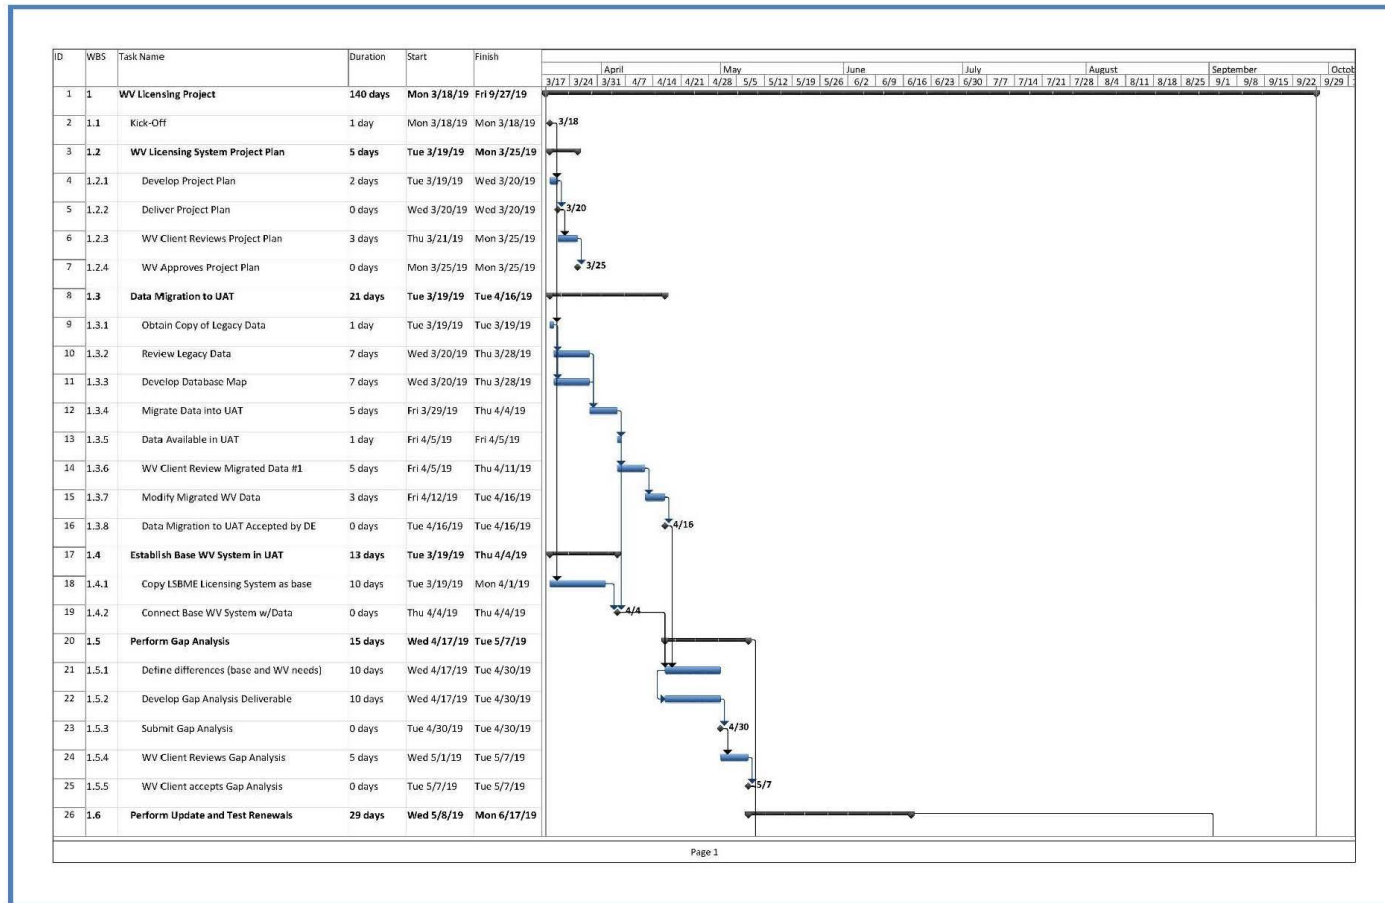 ID WBS Task Name Duration Start Finish
April May June July August September Octob
3/17 3/24 3/31 4/7 4/14 4/21 4/28 5/5 5/12 5/19 5/26 6/2 6/9 6/16 6/23 6/30 7/7 7/14 7/21 7/28 8/4 8/11 8/18 8/25 9/1 9/8 9/15 9/22 9/29
1 1 WV Licensing Project 140 days Mon 3/18/19 Fri 9/27/19
2 1.1 Kick-Off 1 day Mon 3/18/19 Mon 3/18/19 3/18
3 1.2 WV Licensing System Project Plan 5 days Tue 3/19/19 Mon 3/25/19
4 1.2.1 Develop Project Plan 2 days Tue 3/19/19 Wed 3/20/19
5 1.2.2 Deliver Project Plan 0 days Wed 3/20/19 Wed 3/20/19 3/20
6 1.2.3 WV Client Reviews Project Plan 3 days Thu 3/21/19 Mon 3/25/19
7 1.2.4 WV Approves Project Plan 0 days Mon 3/25/19 Mon 3/25/19 3/25
8 1.3 Data Migration to UAT 21 days Tue 3/19/19 Tue 4/16/19
9 1.3.1 Obtain Copy of Legacy Data 1 day Tue 3/19/19 Tue 3/19/19
10 1.3.2 Review Legacy Data 7 days Wed 3/20/19 Thu 3/28/19
11 1.3.3 Develop Database Map 7 days Wed 3/20/19 Thu 3/28/19
12 1.3.4 Migrate Data into UAT 5 days Fri 3/29/19 Thu 4/4/19
13 1.3.5 Data Available in UAT 1 day Fri 4/5/19 Fri 4/5/19
14 1.3.6 WV Client Review Migrated Data #1 5 days Fri 4/5/19 Thu 4/11/19
15 1.3.7 Modify Migrated WV Data 3 days Fri 4/12/19 Tue 4/16/19
16 1.3.8 Data Migration to UAT Accepted by DE 0 days Tue 4/16/19 Tue 4/16/19 4/16
17 1.4 Establish Base WV System in UAT 13 days Tue 3/19/19 Thu 4/4/19
18 1.4.1 Copy LSBME Licensing System as base 10 days Tue 3/19/19 Mon 4/1/19
19 1.4.2 Connect Base WV System w/Data 0 days Thu 4/4/19 Thu 4/4/19 4/4
20 1.5 Perform Gap Analysis 15 days Wed 4/17/19 Tue 5/7/19
21 1.5.1 Define differences (base and WV needs) 10 days Wed 4/17/19 Tue 4/30/19
22 1.5.2 Develop Gap Analysis Deliverable 10 days Wed 4/17/19 Tue 4/30/19
23 1.5.3 Submit Gap Analysis 0 days Tue 4/30/19 Tue 4/30/19 4/30
24 1.5.4 WV Client Reviews Gap Analysis 5 days Wed 5/1/19 Tue 5/7/19
25 1.5.5 WV Client accepts Gap Analysis 0 days Tue 5/7/19 Tue 5/7/19 5/7
26 1.6 Perform Update and Test Renewals 29 days Wed 5/8/19 Mon 6/17/19
Page 1